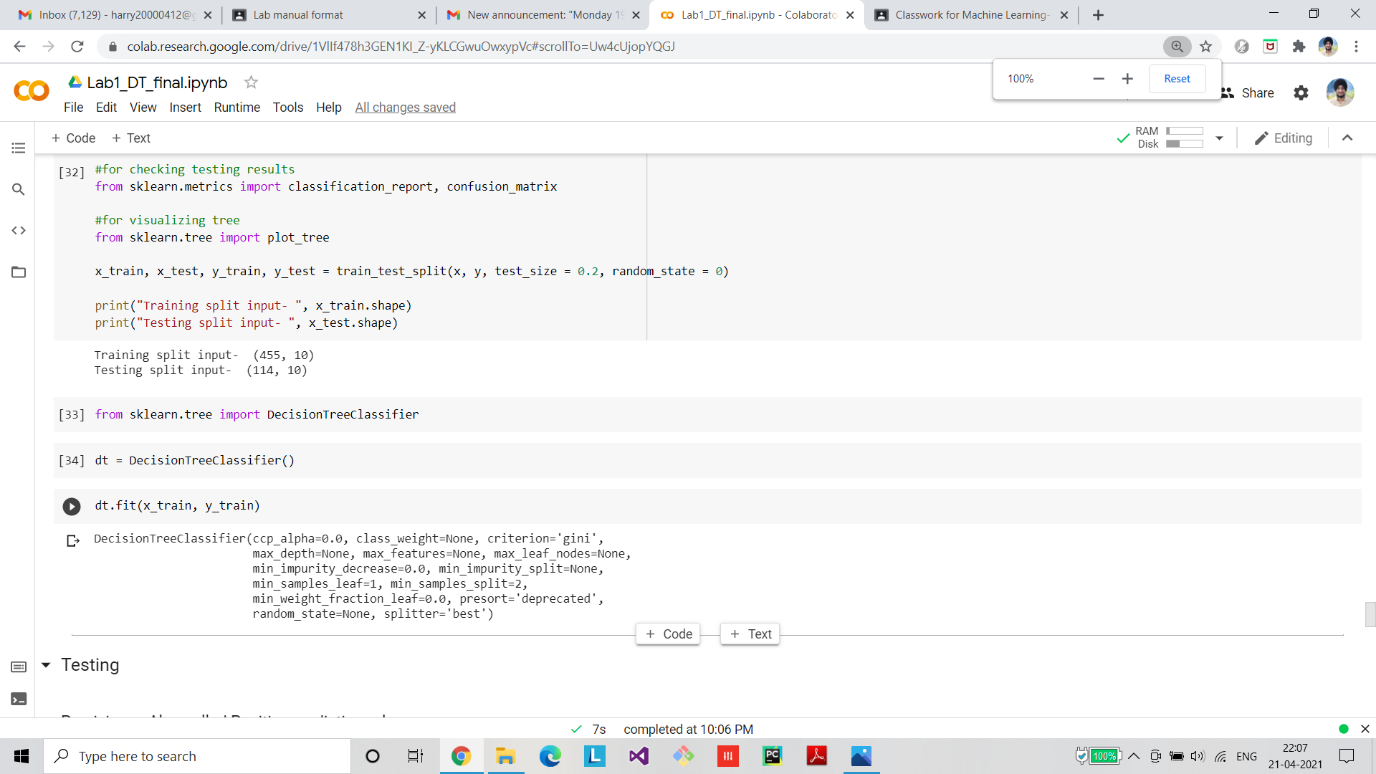 Inbox (7,129) - harry20000412@g
Lab manual format
New announcement: "Monday 19
Lab1_DT_final.ipynb - Colaborato
Classwork for Machine Learning-
colab.research.google.com/drive/1VlIf478h3GEN1KI_Z-yKLCGwuOwxypVc#scrollTo=Uw4cUjopYQGJ
100%
Reset
Lab1_DT_final.ipynb
File Edit View Insert Runtime Tools Help All changes saved
Share
+ Code + Text
RAM
Disk
Editing
[32] #for checking testing results
from sklearn.metrics import classification_report, confusion_matrix
#for visualizing tree
from sklearn.tree import plot_tree
x_train, x_test, y_train, y_test = train_test_split(x, y, test_size = 0.2, random_state = 0)
print("Training split input- ", x_train.shape)
print("Testing split input- ", x_test.shape)
Training split input-  (455, 10)
Testing split input-  (114, 10)
[33] from sklearn.tree import DecisionTreeClassifier
[34] dt = DecisionTreeClassifier()
dt.fit(x_train, y_train)
DecisionTreeClassifier(ccp_alpha=0.0, class_weight=None, criterion='gini',
max_depth=None, max_features=None, max_leaf_nodes=None,
min_impurity_decrease=0.0, min_impurity_split=None,
min_samples_leaf=1, min_samples_split=2,
min_weight_fraction_leaf=0.0, presort='deprecated',
random_state=None, splitter='best')
+ Code + Text
Testing
7s completed at 10:06 PM
Type here to search
L
PC
100%
ENG
22:07
21-04-2021